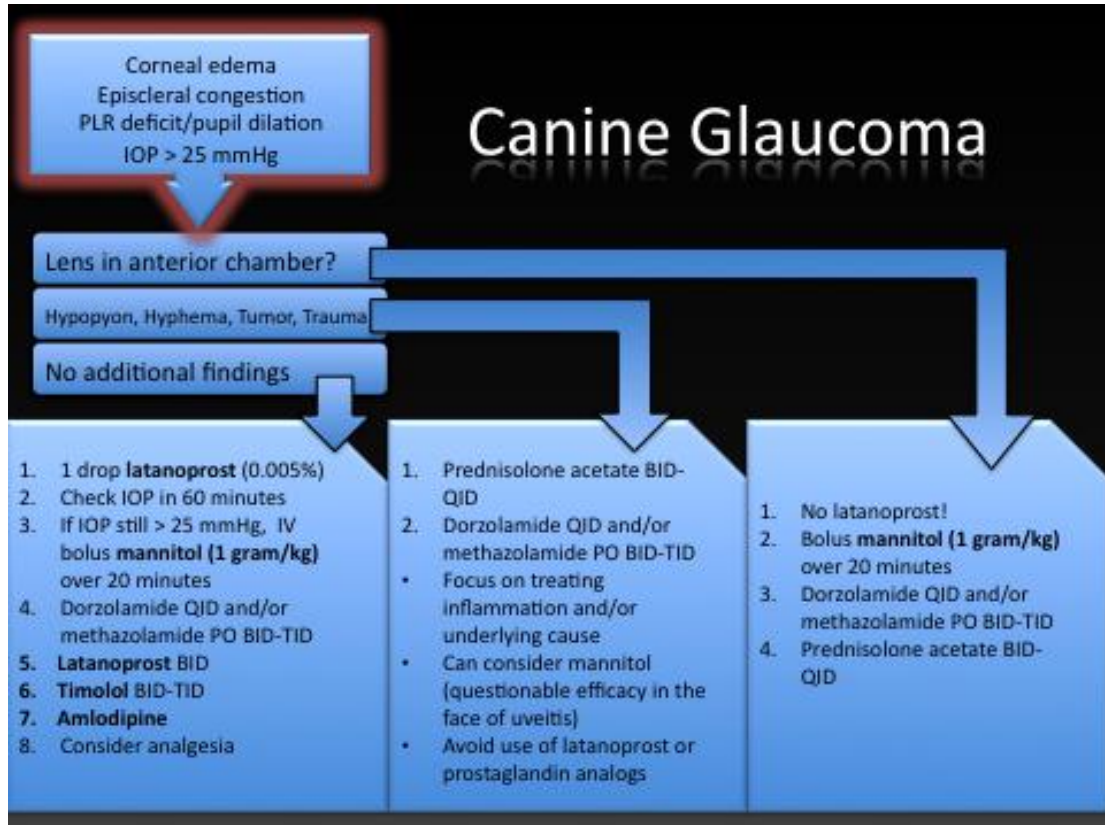 Corneal edema
Episcleral congestion
PLR deficit/pupil dilation
IOP > 25 mmHg
Canine Glaucoma
Lens in anterior chamber?
Hypopyon, Hyphema, Tumor, Trauma
No additional findings
1. 1 drop latanoprost (0.005%)
2. Check IOP in 60 minutes
3. If IOP still > 25 mmHg, IV
bolus mannitol (1 gram/kg)
over 20 minutes
4. Dorzolamide QID and/or
methazolamide PO BID-TID
5. Latanoprost BID
6. Timolol BID-TID
7. Amlodipine
8. Consider analgesia
1. Prednisolone acetate BID-
QID
2. Dorzolamide QID and/or
methazolamide PO BID-TID
• Focus on treating
inflammation and/or
underlying cause
• Can consider mannitol
(questionable efficacy in the
face of uveitis)
• Avoid use of latanoprost or
prostaglandin analogs
1. No latanoprost!
2. Bolus mannitol (1 gram/kg)
over 20 minutes
3. Dorzolamide QID and/or
methazolamide PO BID-TID
4. Prednisolone acetate BID-
QID